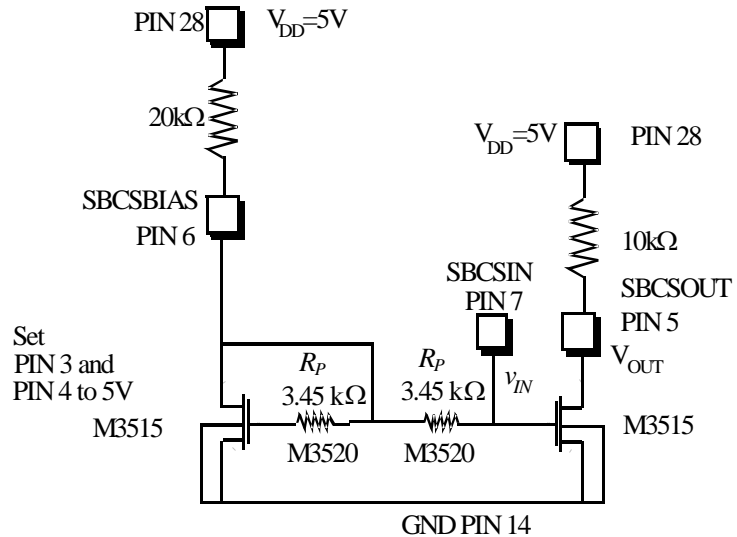 PIN 28 V_DD=5V
20kΩ
V_DD=5V PIN 28
SBCSBIAS
PIN 6
10kΩ
SBCSIN
PIN 7
SBCSOUT
PIN 5
V_OUT
Set
PIN 3 and
PIN 4 to 5V
R_P
3.45 kΩ
R_P
3.45 kΩ
v_IN
M3515
M3520
M3520
M3515
GND PIN 14